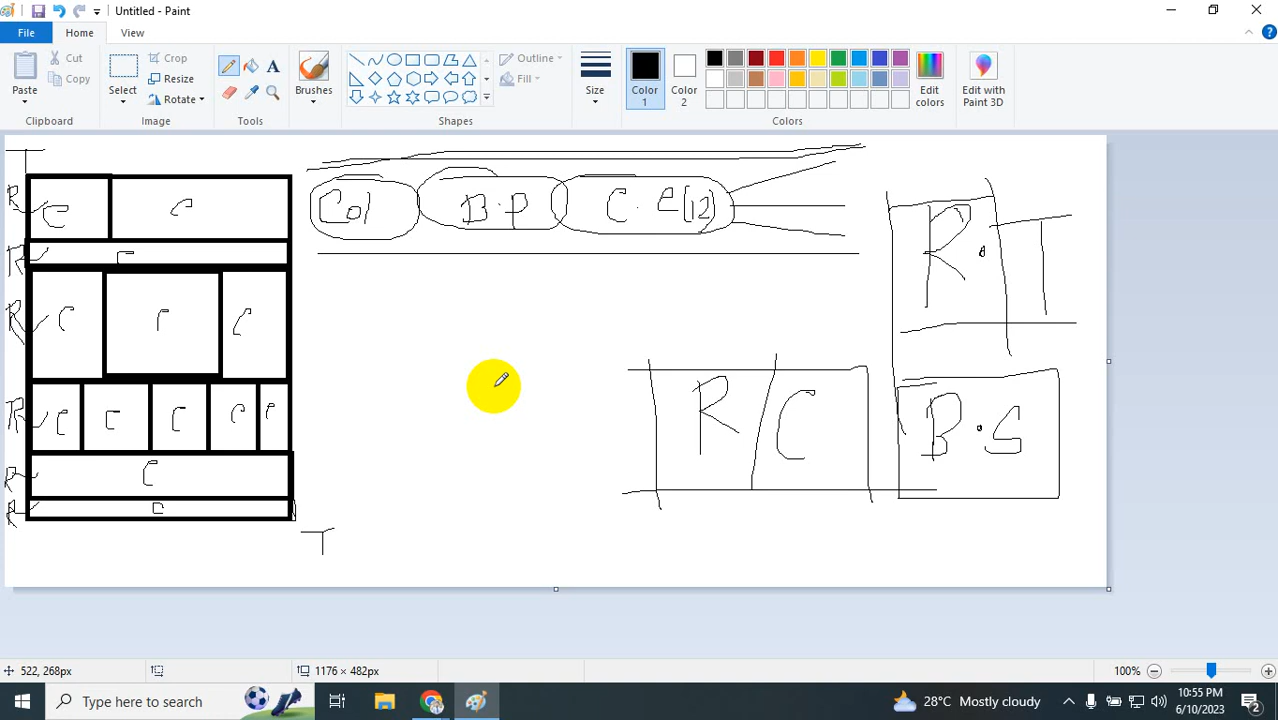 Untitled - Paint
File Home View
Paste
Cut
Copy
Clipboard
Select
Crop
Resize
Rotate
Image
A
Tools
Brushes
Outline
Fill
Shapes
Size
Color 1
Color 2
Edit colors
Colors
Edit with Paint 3D
T
R C C
R C
R C C C
R C C C C C
R C
R C
T
Col B.P C.C(12)
R.T
R C
B.S
522, 268px
1176 × 482px
100%
Type here to search
28°C Mostly cloudy
10:55 PM
6/10/2023
2